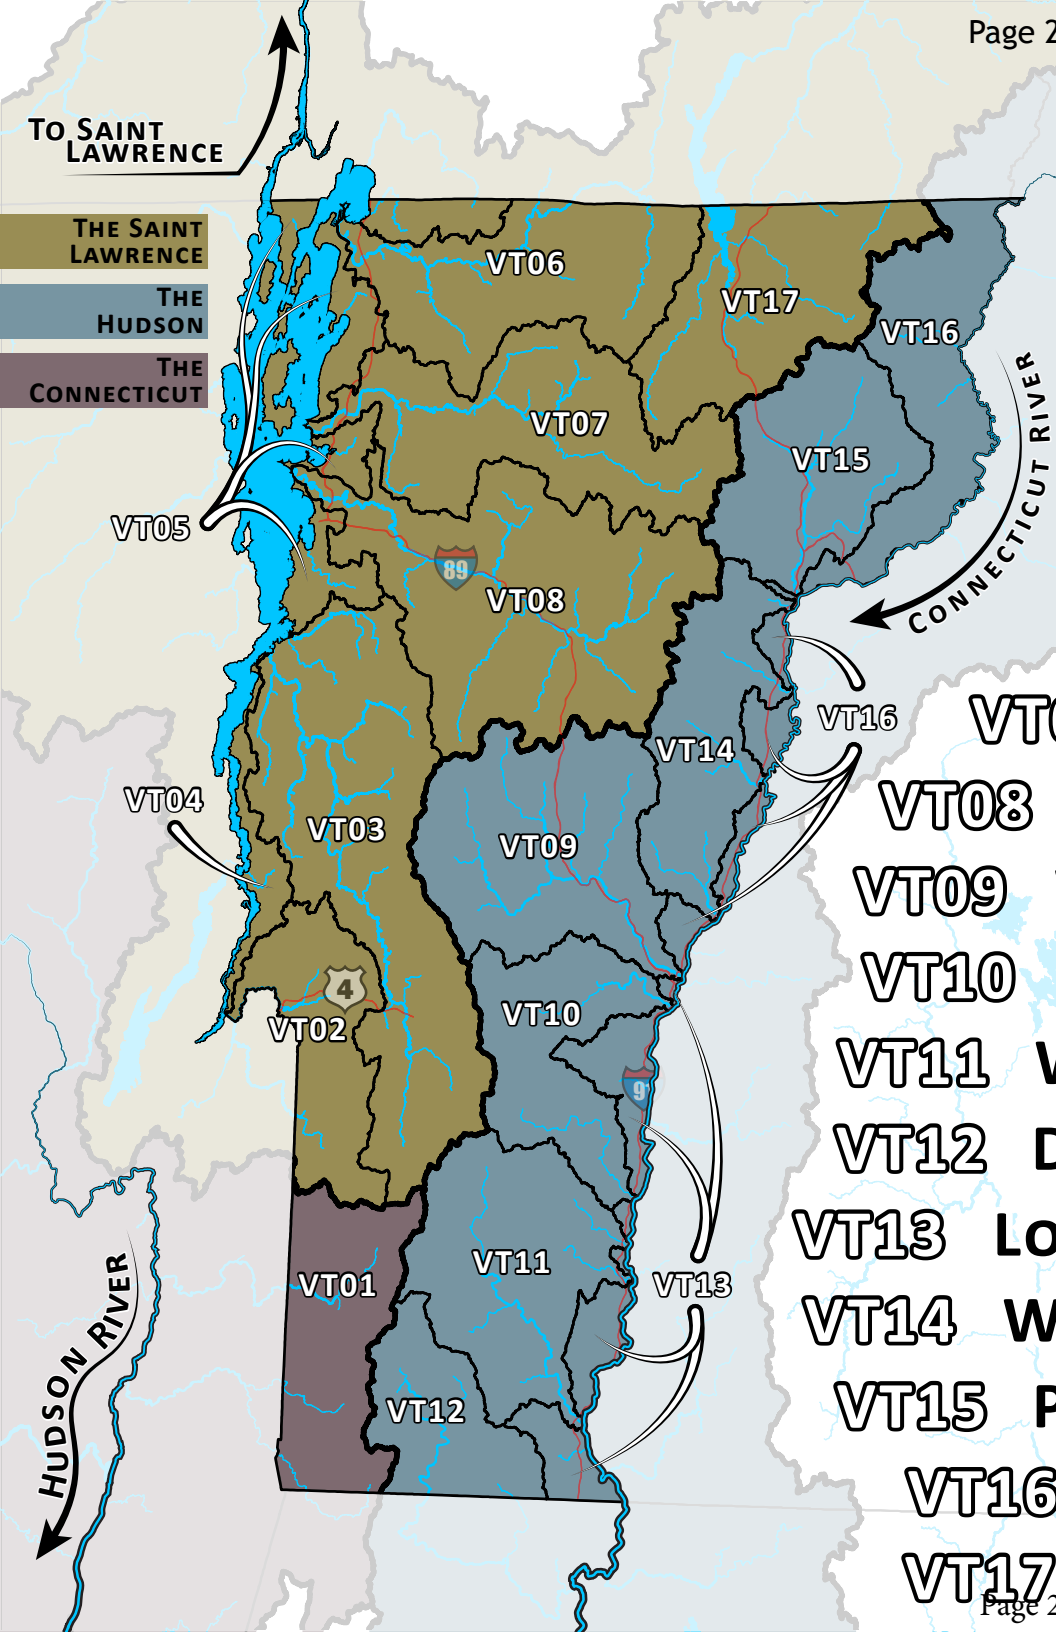 Page 2
TO SAINT
LAWRENCE
THE SAINT
LAWRENCE
THE
HUDSON
THE
CONNECTICUT
VT06
VT17
VT16
VT07
VT15
CONNECTICUT RIVER
VT05
89
VT08
VT16
VT14
VT04
VT03
VT09
4
VT02
VT10
91
VT11
VT13
VT01
VT12
HUDSON RIVER
VT0
VT08
VT09
VT10
VT11
VT12 D
VT13 Lo
VT14 W
VT15 P
VT16
VT17
Page 2